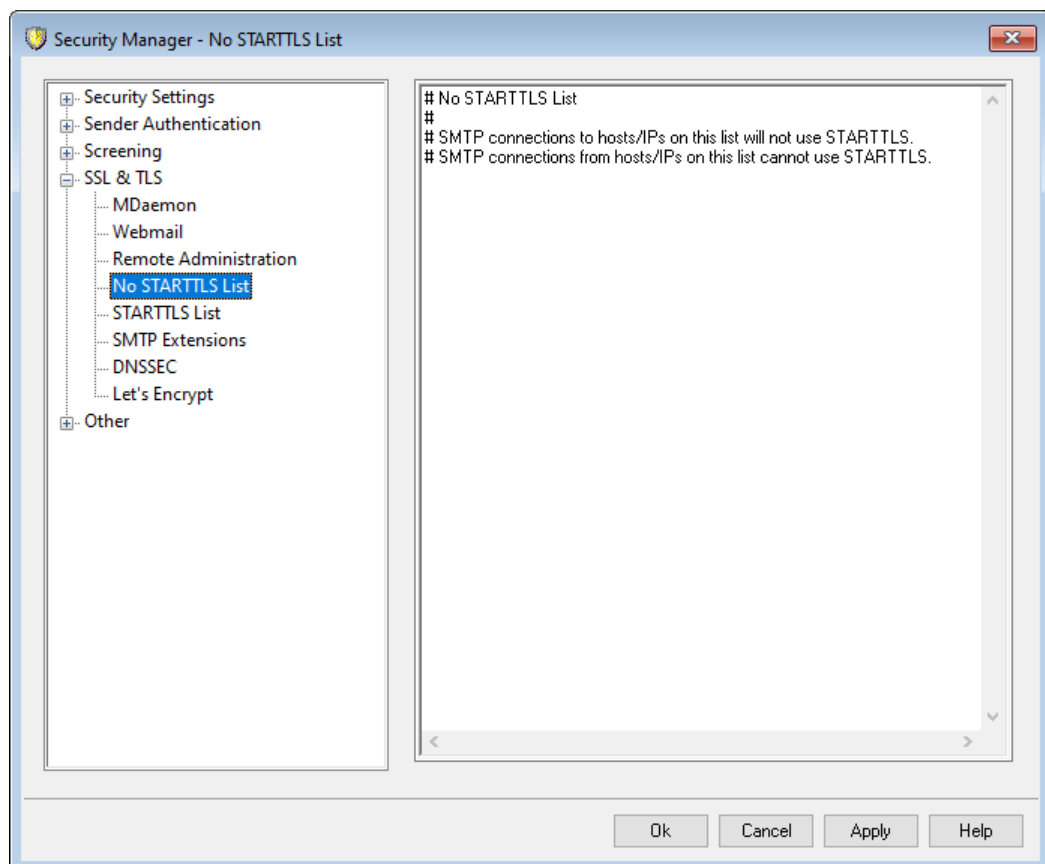 Security Manager - No STARTTLS List
Security Settings
Sender Authentication
Screening
SSL & TLS
MDaemon
Webmail
Remote Administration
No STARTTLS List
STARTTLS List
SMTP Extensions
DNSSEC
Let's Encrypt
Other
# No STARTTLS List
#
# SMTP connections to hosts/IPs on this list will not use STARTTLS.
# SMTP connections from hosts/IPs on this list cannot use STARTTLS.
Ok Cancel Apply Help